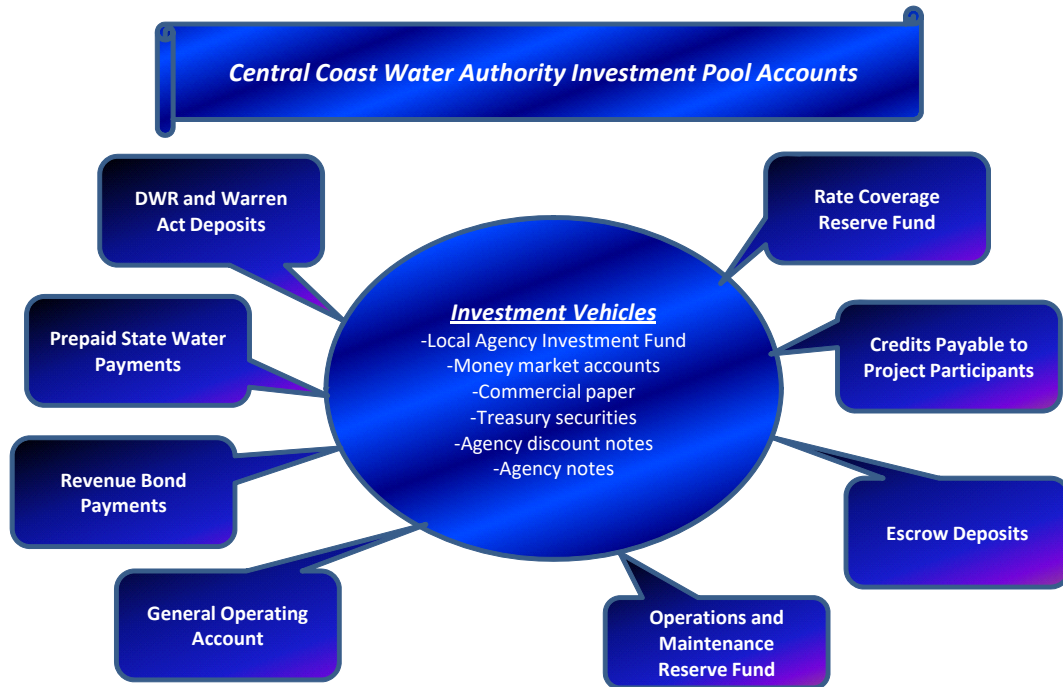 Central Coast Water Authority Investment Pool Accounts
DWR and Warren
Act Deposits
Rate Coverage
Reserve Fund
Investment Vehicles
-Local Agency Investment Fund
-Money market accounts
-Commercial paper
-Treasury securities
-Agency discount notes
-Agency notes
Prepaid State Water
Payments
Credits Payable to
Project Participants
Revenue Bond
Payments
Escrow Deposits
General Operating
Account
Operations and
Maintenance
Reserve Fund